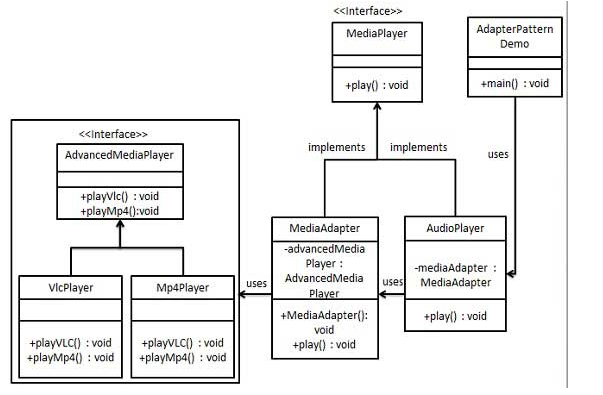 <<Interface>>
MediaPlayer
+play() : void
AdapterPattern
Demo
+main() : void
implements
implements
uses
<<Interface>>
AdvancedMediaPlayer
+playVlc() : void
+playMp4():void
VlcPlayer
+playVLC() : void
+playMp4() : void
Mp4Player
+playVLC() : void
+playMp4() : void
uses
MediaAdapter
-advancedMedia
Player :
AdvancedMedia
Player
+MediaAdapter():
void
+play() : void
uses
AudioPlayer
-mediaAdapter :
MediaAdapter
+play() : void